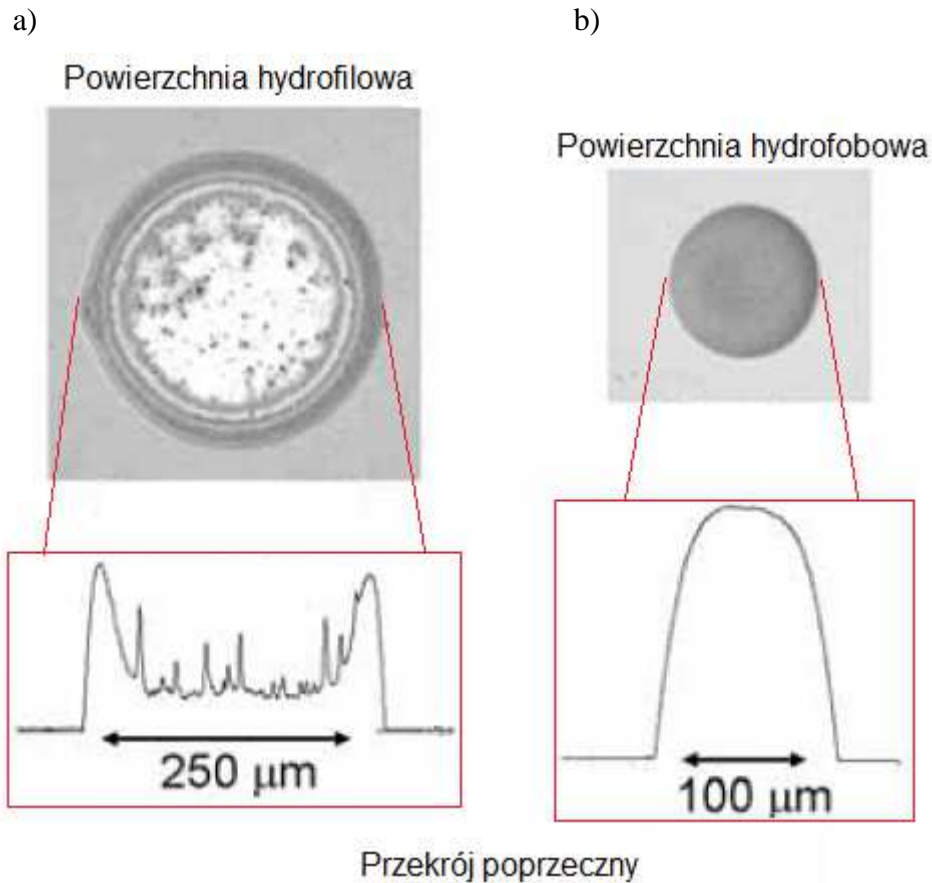 a)
b)
Powierzchnia hydrofilowa
Powierzchnia hydrofobowa
250 μm
100 μm
Przekrój poprzeczny